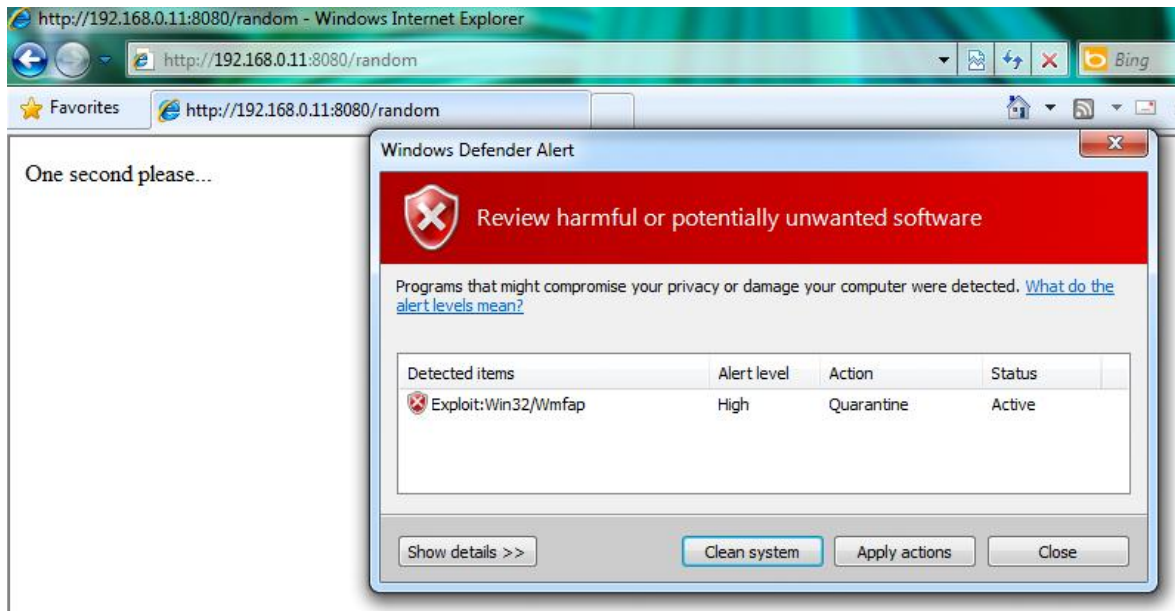 http://192.168.0.11:8080/random - Windows Internet Explorer
http://192.168.0.11:8080/random
Bing
Favorites
http://192.168.0.11:8080/random
One second please...
Windows Defender Alert
Review harmful or potentially unwanted software
Programs that might compromise your privacy or damage your computer were detected. What do the
alert levels mean?
Detected items Alert level Action Status
Exploit:Win32/Wmfap High Quarantine Active
Show details >> Clean system Apply actions Close